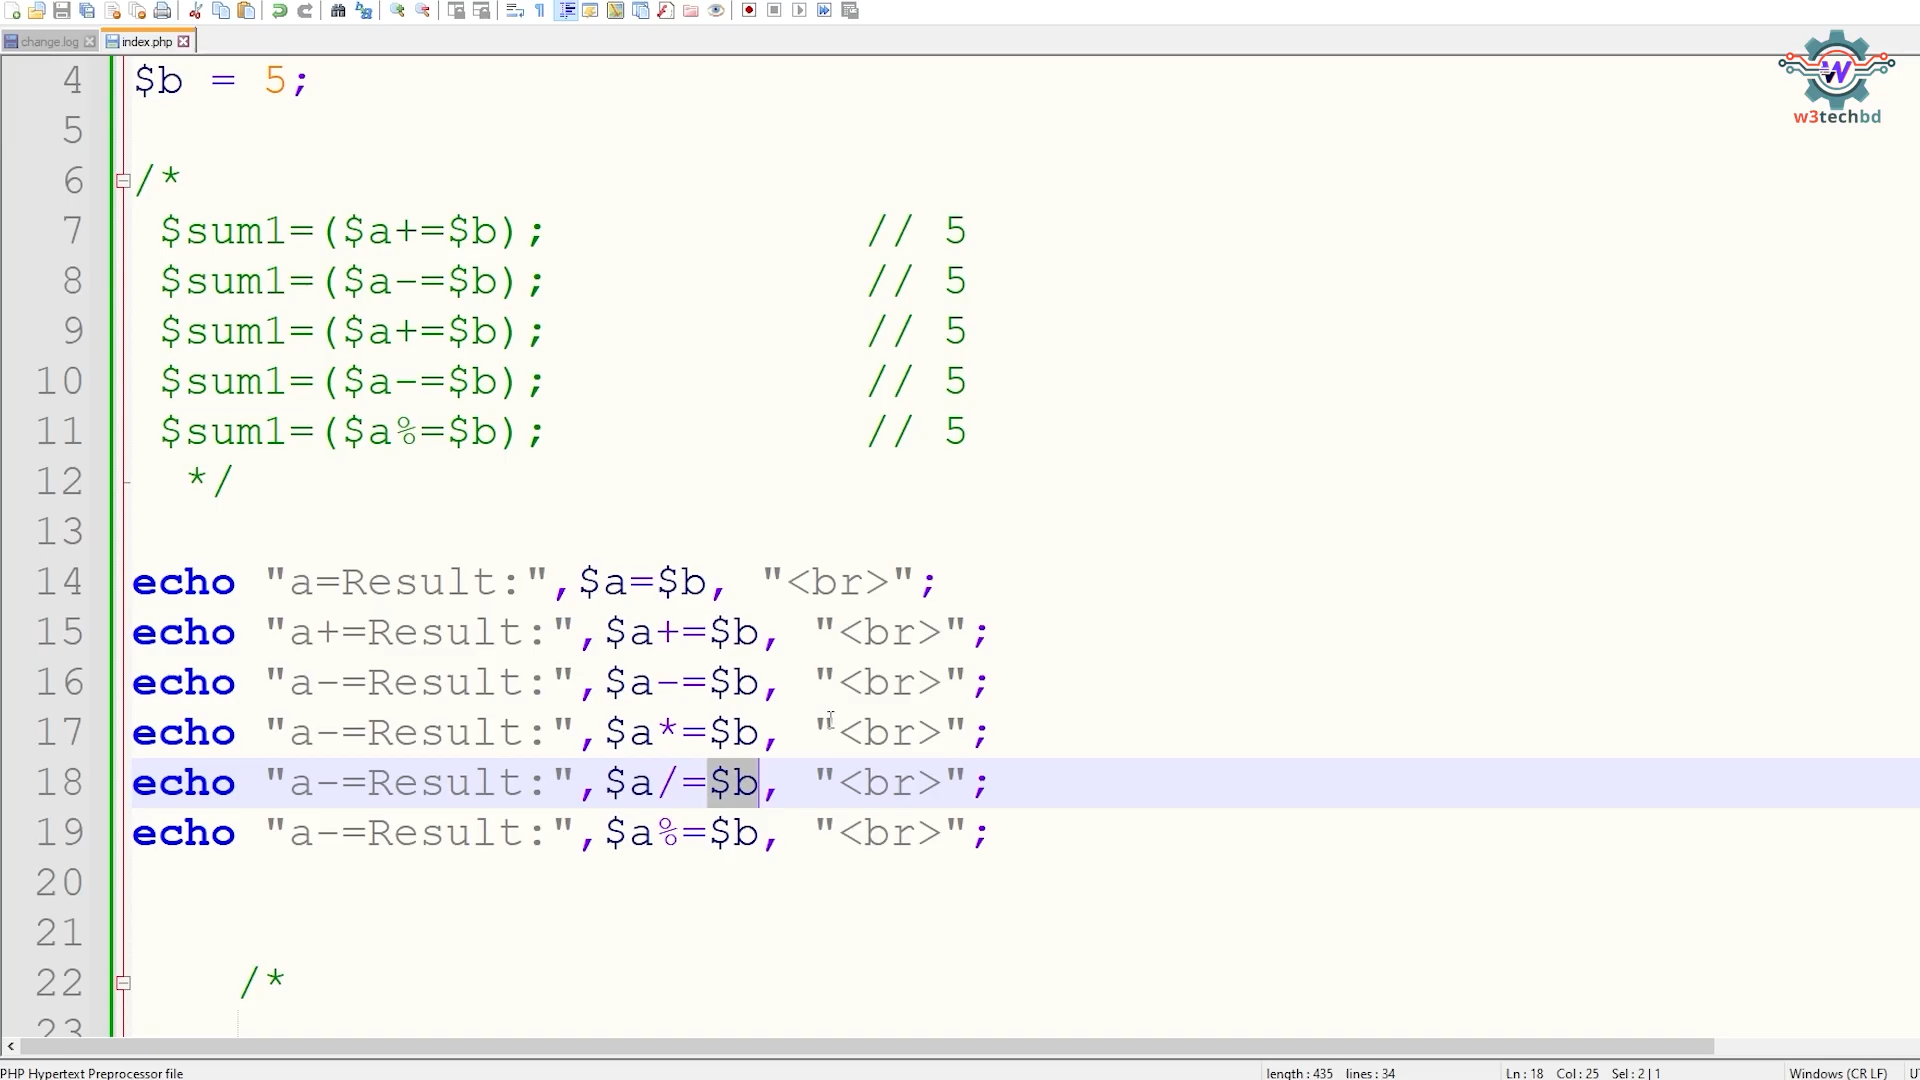 change.log index.php
w3techbd
4 $b = 5;
5
6 /*
7 $sum1=($a+=$b); // 5
8 $sum1=($a-=$b); // 5
9 $sum1=($a+=$b); // 5
10 $sum1=($a-=$b); // 5
11 $sum1=($a%=$b); // 5
12 */
13
14 echo "a=Result:",$a=$b, "<br>";
15 echo "a+=Result:",$a+=$b, "<br>";
16 echo "a-=Result:",$a-=$b, "<br>";
17 echo "a-=Result:",$a*=$b, "<br>";
18 echo "a-=Result:",$a/=$b, "<br>";
19 echo "a-=Result:",$a%=$b, "<br>";
20
21
22 /*
23
PHP Hypertext Preprocessor file length : 435 lines : 34 Ln : 18 Col : 25 Sel : 2 | 1 Windows (CR LF) U